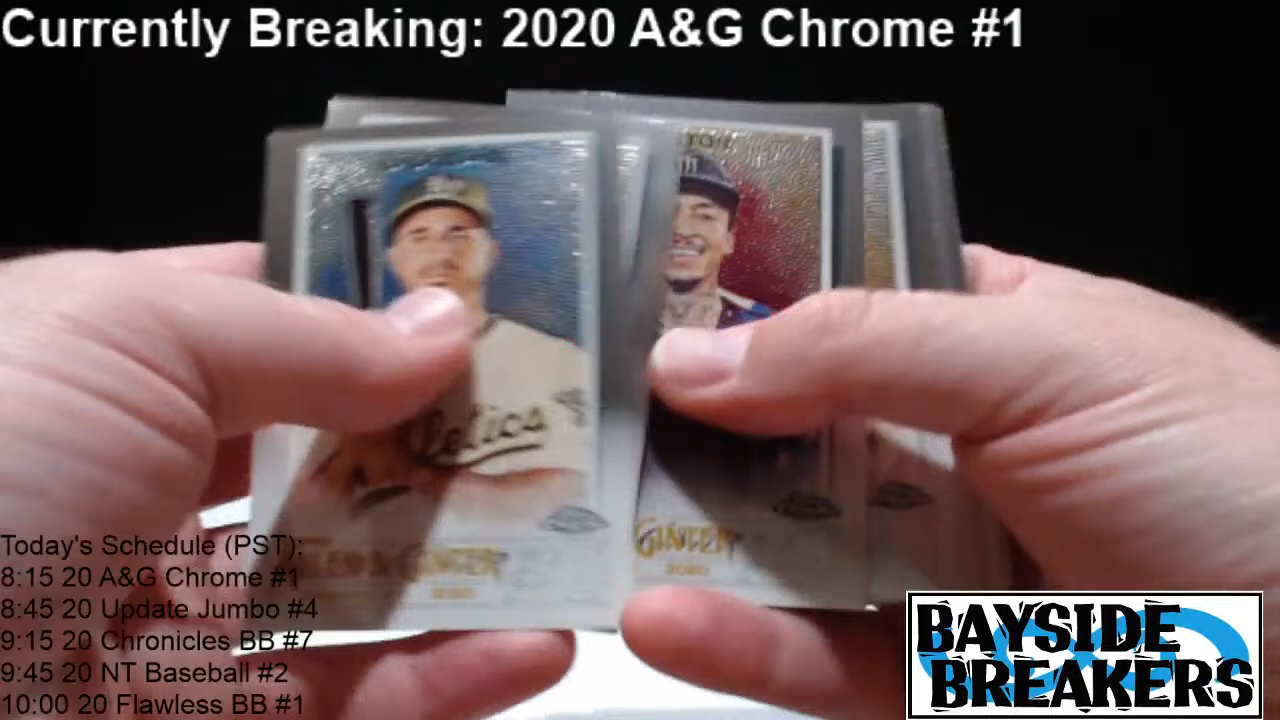 Currently Breaking: 2020 A&G Chrome #1
letics
GINTER
2020
Today's Schedule (PST):
8:15 20 A&G Chrome #1
8:45 20 Update Jumbo #4
9:15 20 Chronicles BB #7
9:45 20 NT Baseball #2
10:00 20 Flawless BB #1
BAYSIDE
BREAKERS